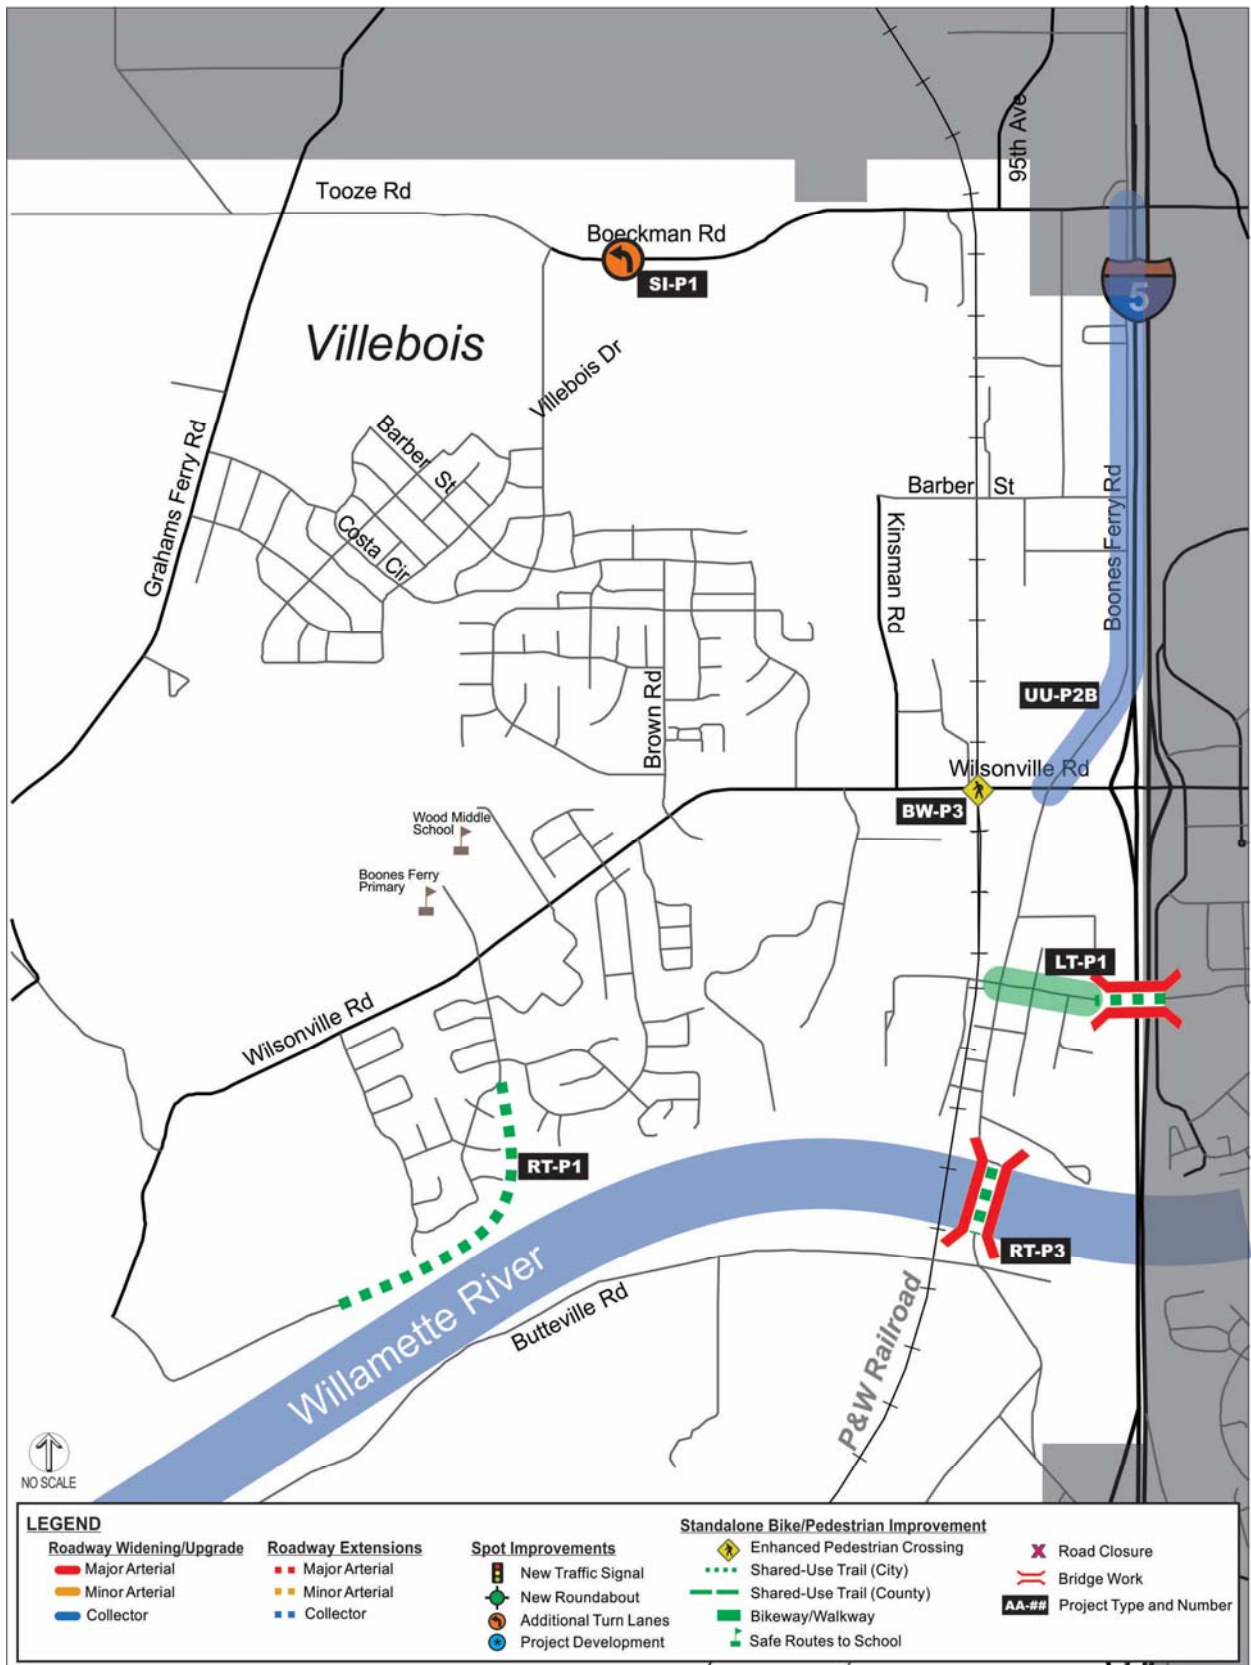 95th Ave
Tooze Rd
Boeckman Rd
SI-P1
5
Villebois
Villebois Dr
Grahams Ferry Rd
Barber St
Barber St
Boones Ferry Rd
Kinsman Rd
Costa Cir
UU-P2B
Brown Rd
Wilsonville Rd
BW-P3
Wood Middle
School
Boones Ferry
Primary
LT-P1
Wilsonville Rd
RT-P1
RT-P3
Willamette River
Butteville Rd
P&W Railroad
NO SCALE
LEGEND
Roadway Widening/Upgrade
Major Arterial
Minor Arterial
Collector
Roadway Extensions
Major Arterial
Minor Arterial
Collector
Spot Improvements
New Traffic Signal
New Roundabout
Additional Turn Lanes
Project Development
Standalone Bike/Pedestrian Improvement
Enhanced Pedestrian Crossing
Shared-Use Trail (City)
Shared-Use Trail (County)
Bikeway/Walkway
Safe Routes to School
Road Closure
Bridge Work
AA-## Project Type and Number